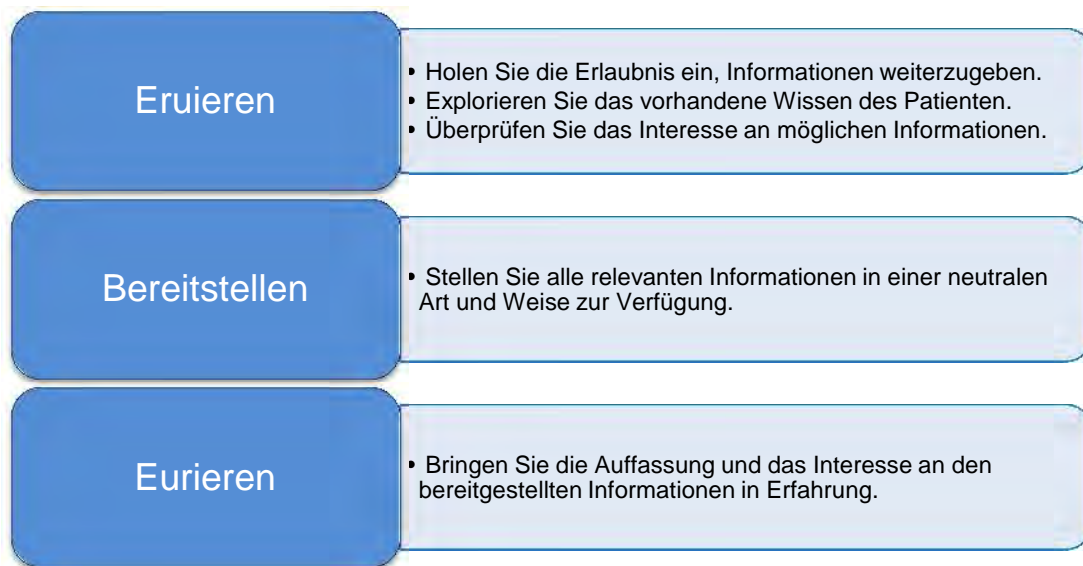 Eruieren
• Holen Sie die Erlaubnis ein, Informationen weiterzugeben.
• Explorieren Sie das vorhandene Wissen des Patienten.
• Überprüfen Sie das Interesse an möglichen Informationen.
Bereitstellen
• Stellen Sie alle relevanten Informationen in einer neutralen
Art und Weise zur Verfügung.
Eurieren
• Bringen Sie die Auffassung und das Interesse an den
bereitgestellten Informationen in Erfahrung.